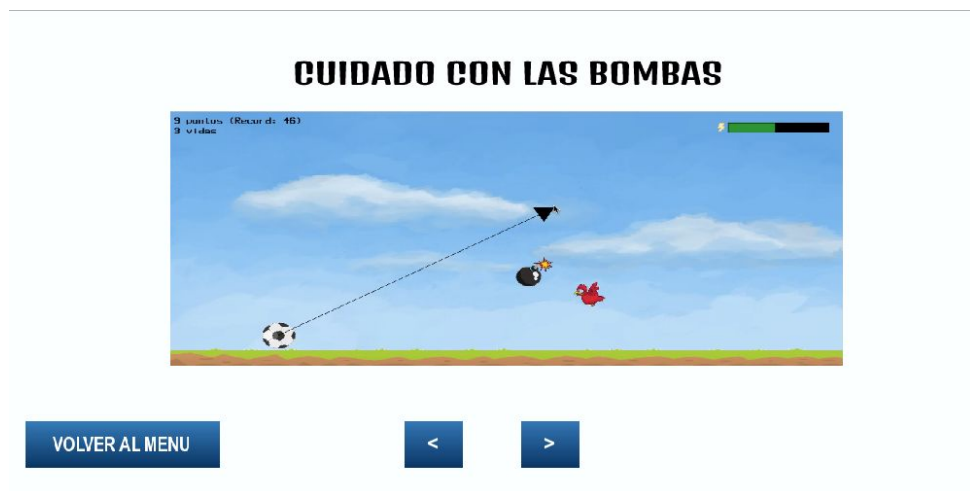 CUIDADO CON LAS BOMBAS
9 puntos (Record: 46)
3 vidas
VOLVER AL MENU
<
>